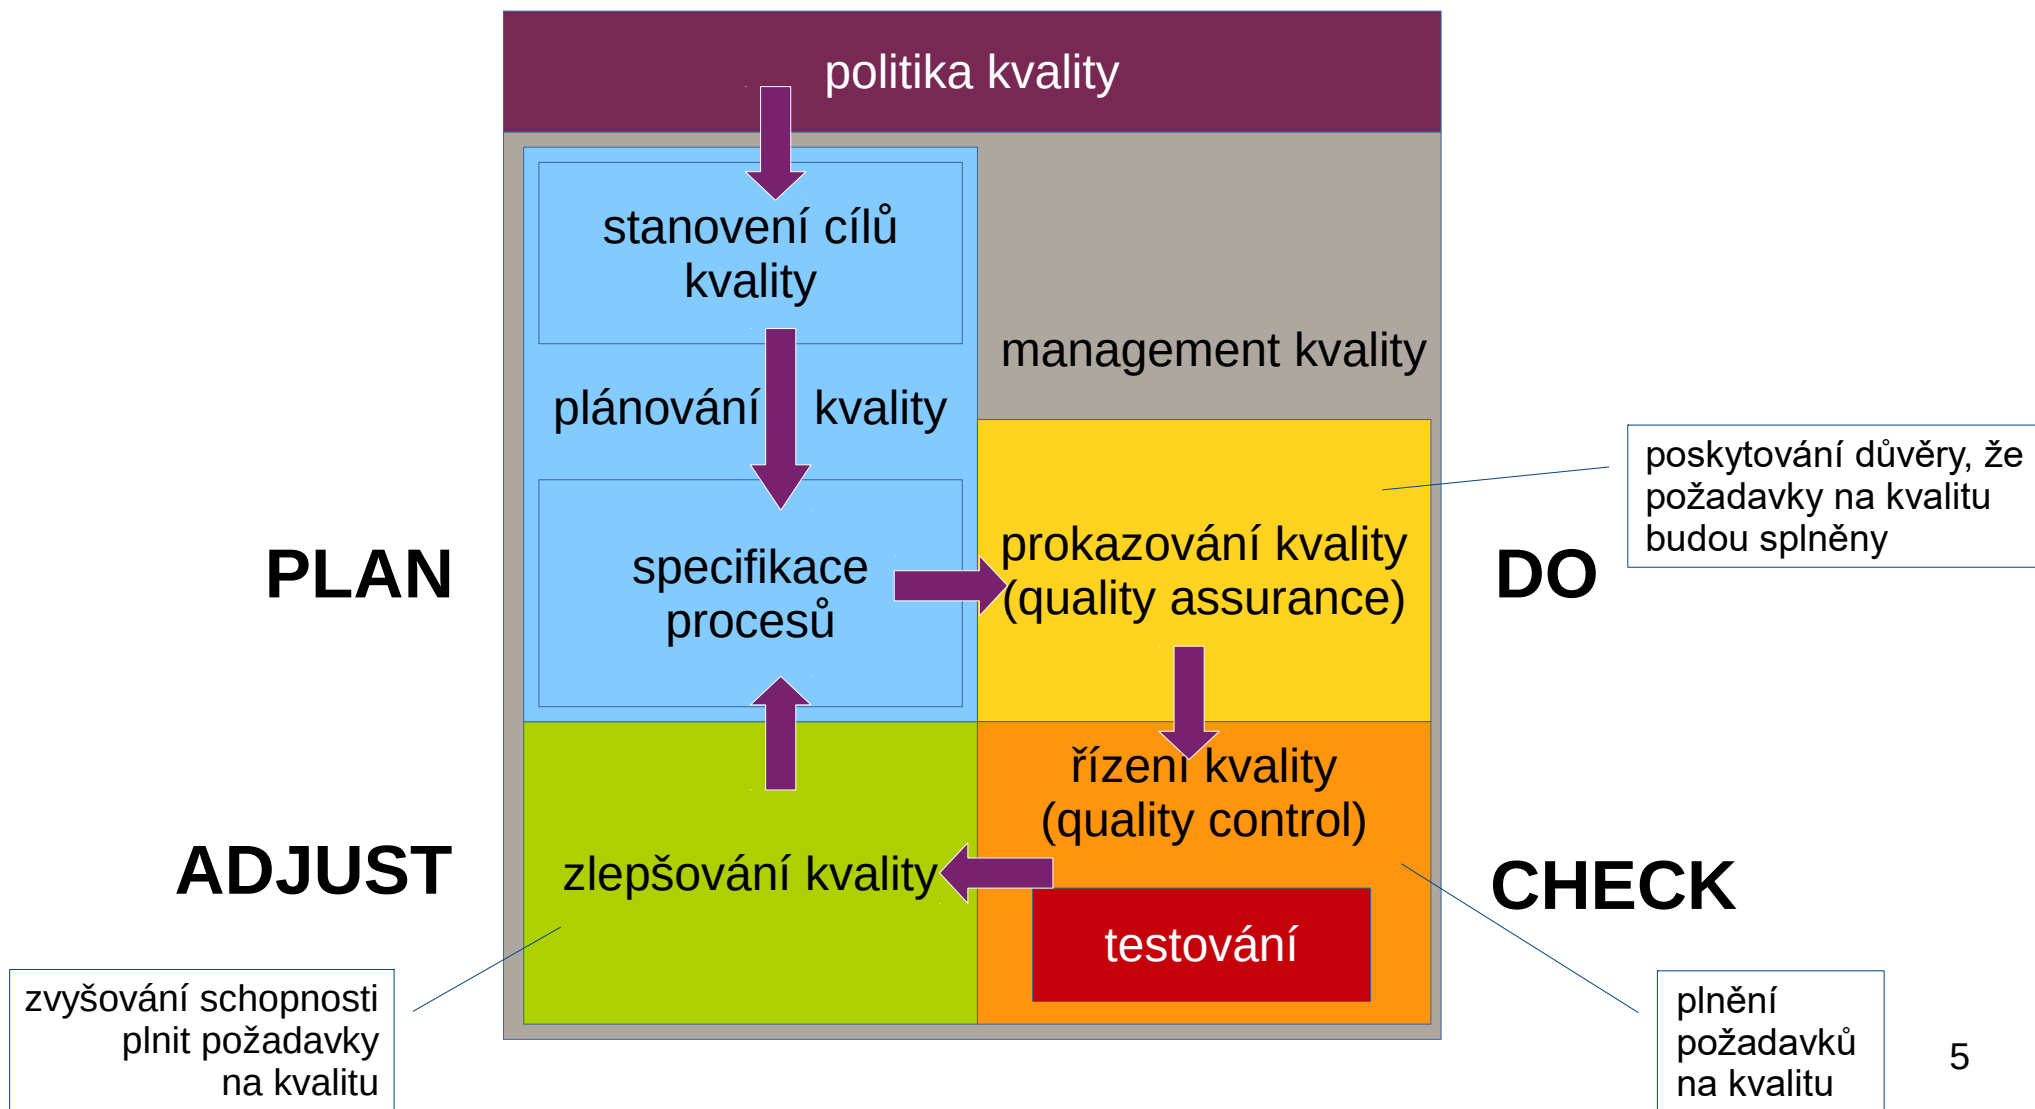 politika kvality
stanovení cílů
kvality
management kvality
plánování kvality
poskytování důvěry, že
požadavky na kvalitu
budou splněny
PLAN
specifikace
procesů
prokazování kvality
(quality assurance)
DO
řízení kvality
(quality control)
ADJUST
zlepšování kvality
CHECK
testování
zvyšování schopnosti
plnit požadavky
na kvalitu
plnění
požadavků
na kvalitu
5